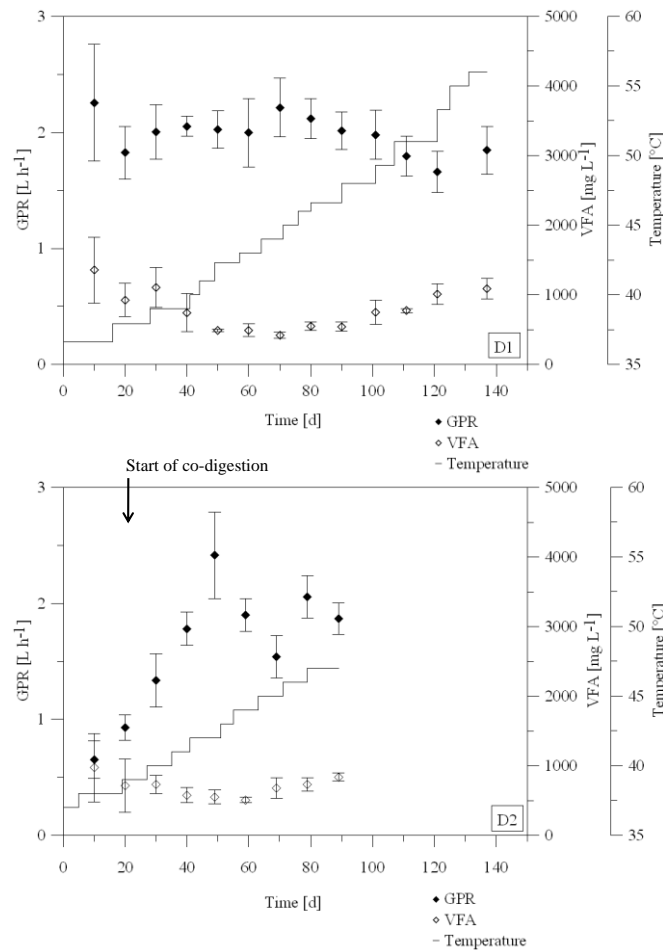 3
5000
60
4000
55
2
3000
50
GPR [L h-1]
VFA [mg L-1]
Temperature [°C]
2000
45
1
1000
40
0
0
35
D1
0 20 40 60 80 100 120 140
Time [d]
GPR
VFA
Temperature
Start of co-digestion
3
5000
60
4000
55
2
3000
50
GPR [L h-1]
VFA [mg L-1]
Temperature [°C]
2000
45
1
1000
40
0
0
35
D2
0 20 40 60 80 100 120 140
Time [d]
GPR
VFA
Temperature